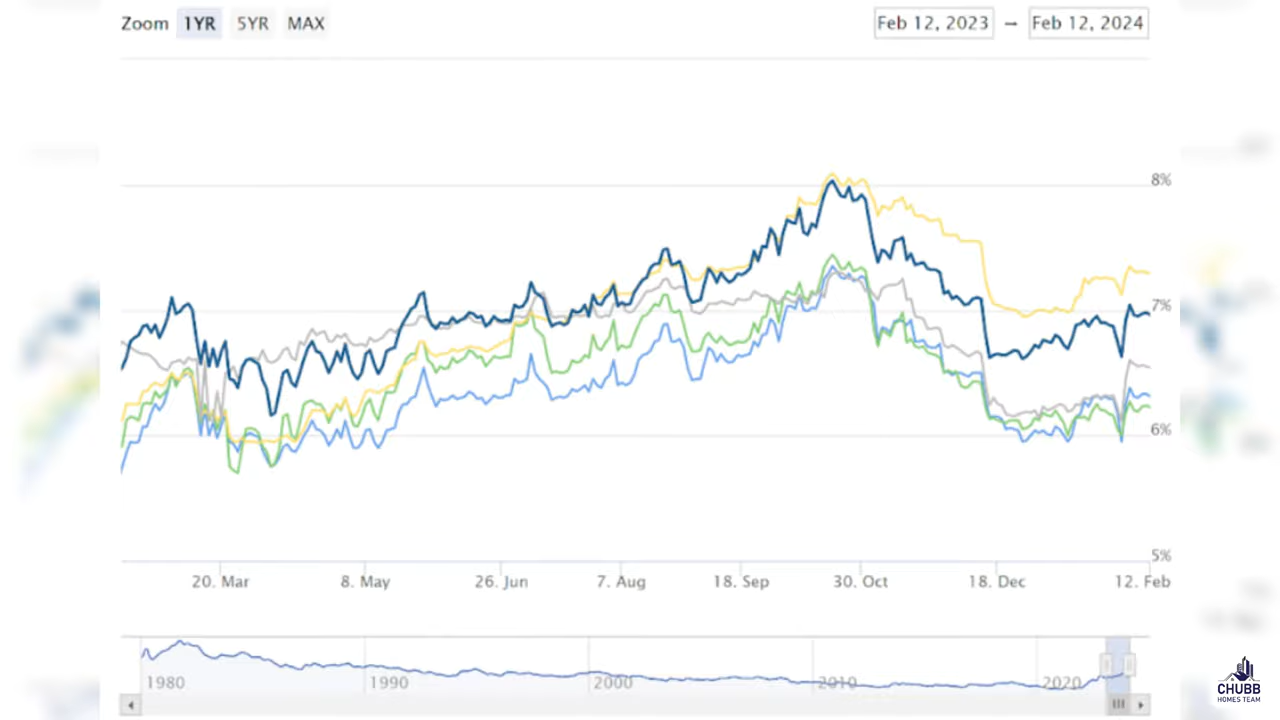 Zoom 1YR 5YR MAX Feb 12, 2023 → Feb 12, 2024
8%
7%
6%
5%
20. Mar 8. May 26. Jun 7. Aug 18. Sep 30. Oct 18. Dec 12. Feb
1980 1990 2000 2010 2020
CHUBB
HOMES TEAM